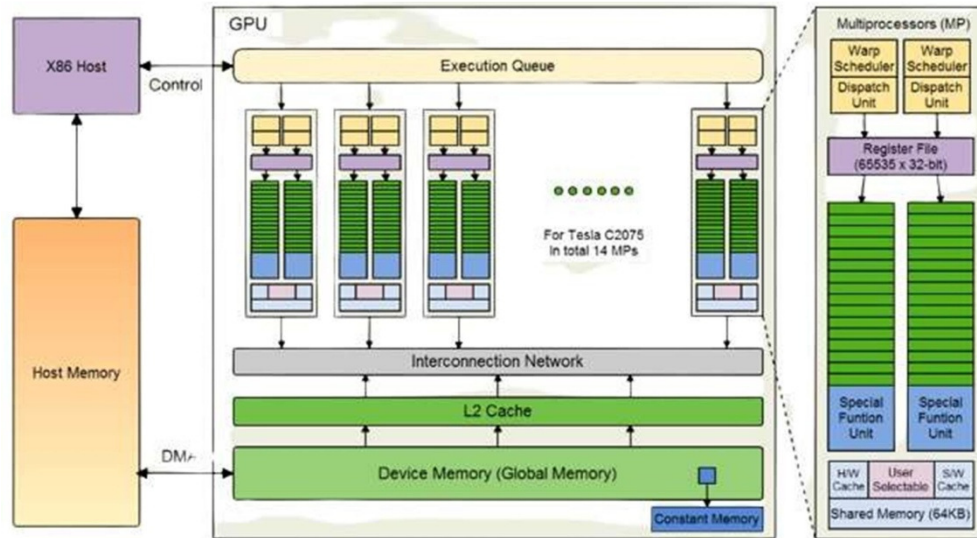 GPU
X86 Host
Control
Execution Queue
For Tesla C2075
in total 14 MPs
Interconnection Network
L2 Cache
Host Memory
DMA
Device Memory (Global Memory)
Constant Memory
Multiprocessors (MP)
Warp Scheduler
Dispatch Unit
Warp Scheduler
Dispatch Unit
Register File
(65535 x 32-bit)
Special
Funtion
Unit
Special
Funtion
Unit
H/W
Cache
User
Selectable
S/W
Cache
Shared Memory (64KB)